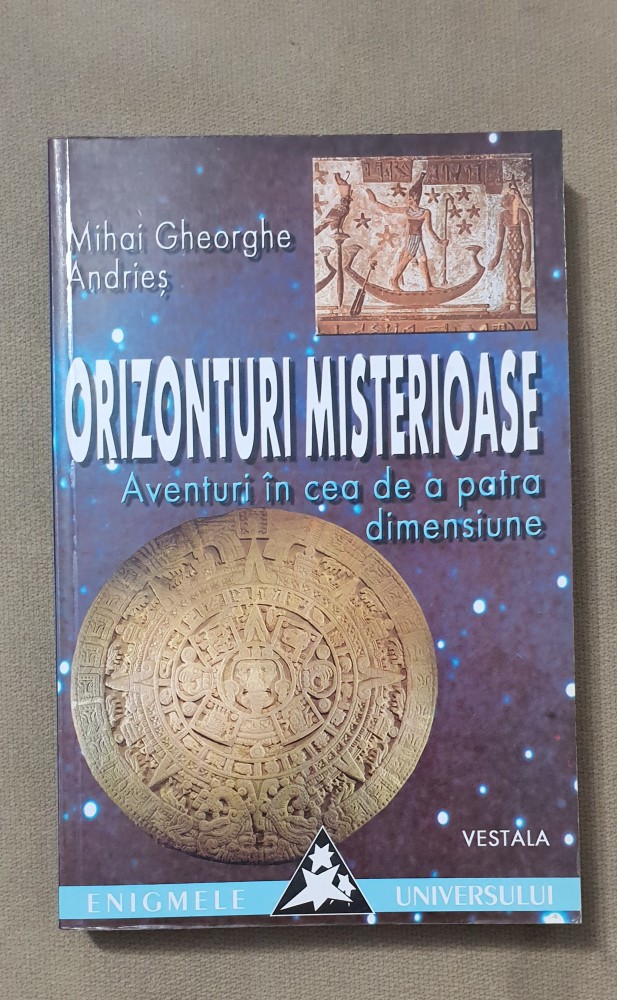 Mihai Gheorghe
Andrieș
ORIZONTURI MISTERIOASE
Aventuri în cea de a patra
dimensiune
VESTALA
ENIGMELE UNIVERSULUI